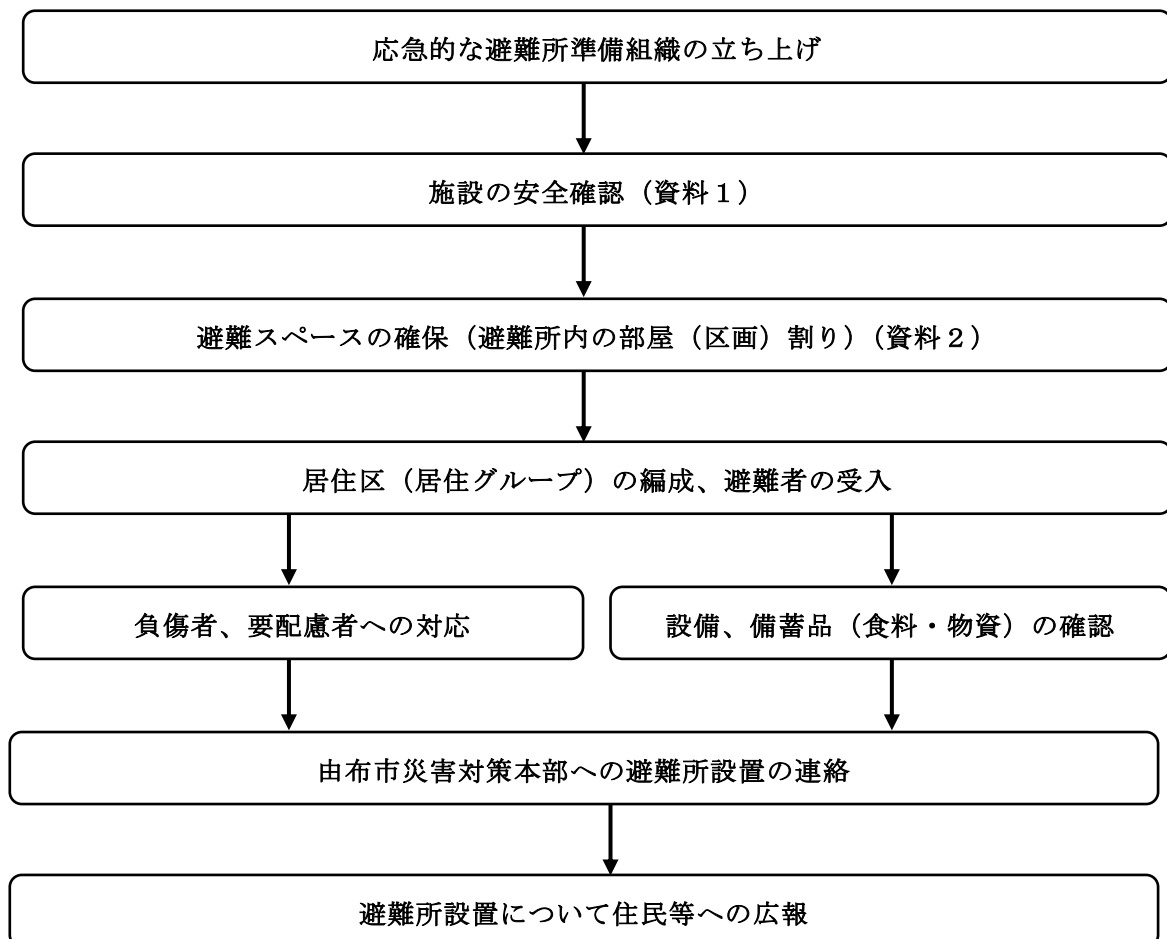 応急的な避難所準備組織の立ち上げ
施設の安全確認（資料１）
避難スペースの確保（避難所内の部屋（区画）割り）（資料２）
居住区（居住グループ）の編成、避難者の受入
負傷者、要配慮者への対応
設備、備蓄品（食料・物資）の確認
由布市災害対策本部への避難所設置の連絡
避難所設置について住民等への広報